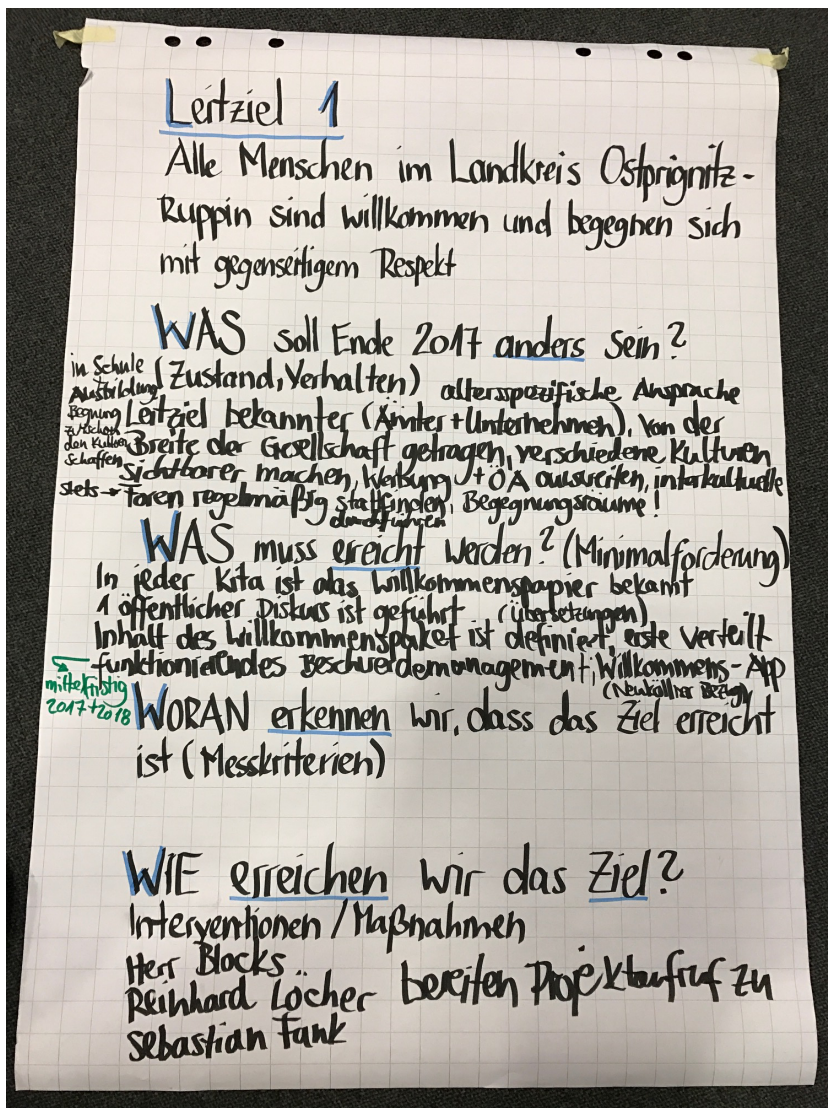 Leitziel 1
Alle Menschen im Landkreis Ostprignitz-
Ruppin sind willkommen und begegnen sich
mit gegenseitigem Respekt
WAS soll Ende 2017 anders sein?
(Zustand, Verhalten) altersspezifische Ansprache
in Schule
Ausbildung
Begnung
zwischen
den Kulturen
schaffen
Leitziel bekannter (Ämter + Unternehmen), von der
Breite der Gesellschaft getragen, verschiedene Kulturen
sichtbarer machen, Werbung + ÖA ausweiten, interkulturelle
stets → Foren regelmäßig stattfinden, Begegnungsräume!
durchführen
WAS muss ereicht werden? (Minimalforderung)
In jeder Kita ist das Willkommenspapier bekannt
1 öffentlicher Diskurs ist geführt (Übersetzungen)
Inhalt des Willkommenspaket ist definiert, erste verteilt
funktionierendes Beschwerdemanagement, Willkommens-App
(Neuköllner
mittelfristig
2017+2018
WORAN erkennen wir, dass das Ziel erreicht
ist (Messkriterien)
WIE erreichen wir das Ziel?
Interventionen / Maßnahmen
Herr Blocks
Reinhard Löcher bereiten Projektaufruf zu
Sebastian Fank